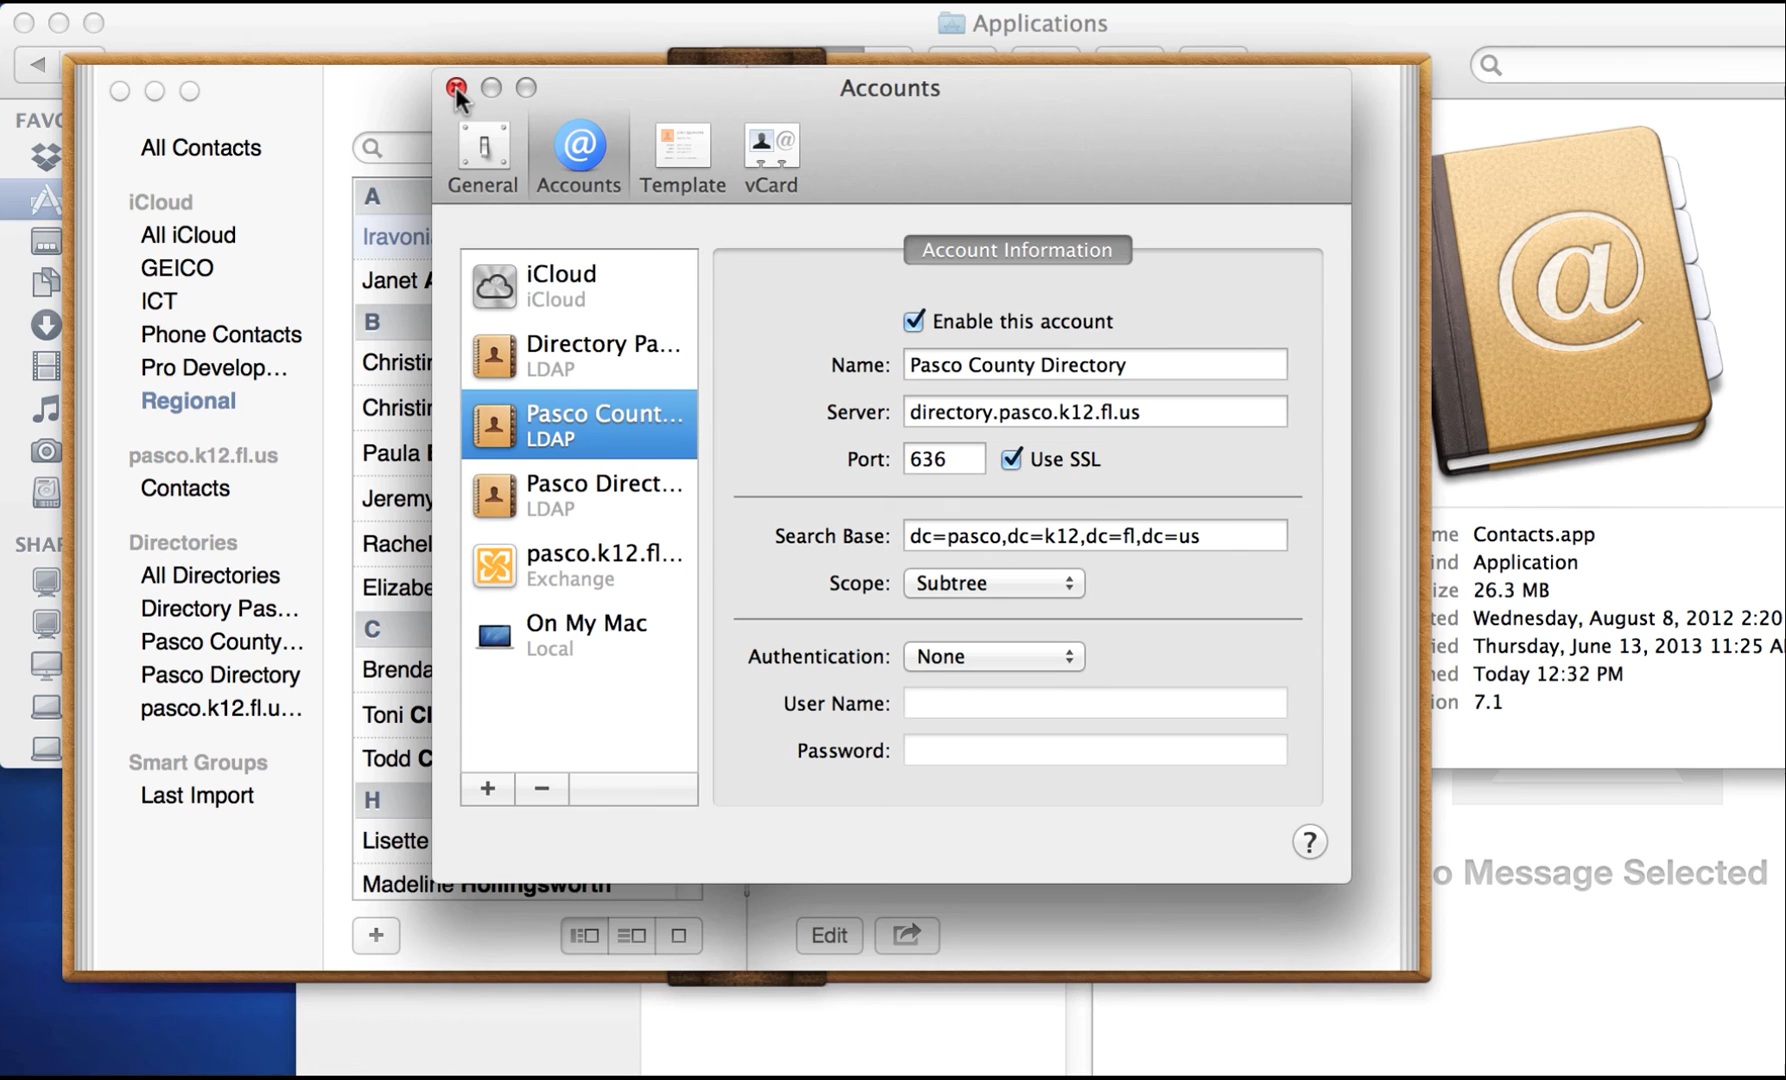 Applications
FAVO
SHAR
All Contacts
iCloud
All iCloud
GEICO
ICT
Phone Contacts
Pro Develop...
Regional
pasco.k12.fl.us
Contacts
Directories
All Directories
Directory Pas...
Pasco County...
Pasco Directory
pasco.k12.fl.u...
Smart Groups
Last Import
A
Iravoni
Janet A
B
Christin
Christin
Paula B
Jeremy
Rachel
Elizabe
C
Brenda
Toni Cl
Todd C
H
Lisette
Madeline Hollingsworth
+
Edit
Accounts
General
Accounts
Template
vCard
iCloud
iCloud
Directory Pa...
LDAP
Pasco Count...
LDAP
Pasco Direct...
LDAP
pasco.k12.fl...
Exchange
On My Mac
Local
+ −
Account Information
Enable this account
Name: Pasco County Directory
Server: directory.pasco.k12.fl.us
Port: 636 Use SSL
Search Base: dc=pasco,dc=k12,dc=fl,dc=us
Scope: Subtree
Authentication: None
User Name:
Password:
?
@
me Contacts.app
ind Application
ize 26.3 MB
ted Wednesday, August 8, 2012 2:20
ied Thursday, June 13, 2013 11:25 A
ned Today 12:32 PM
ion 7.1
o Message Selected